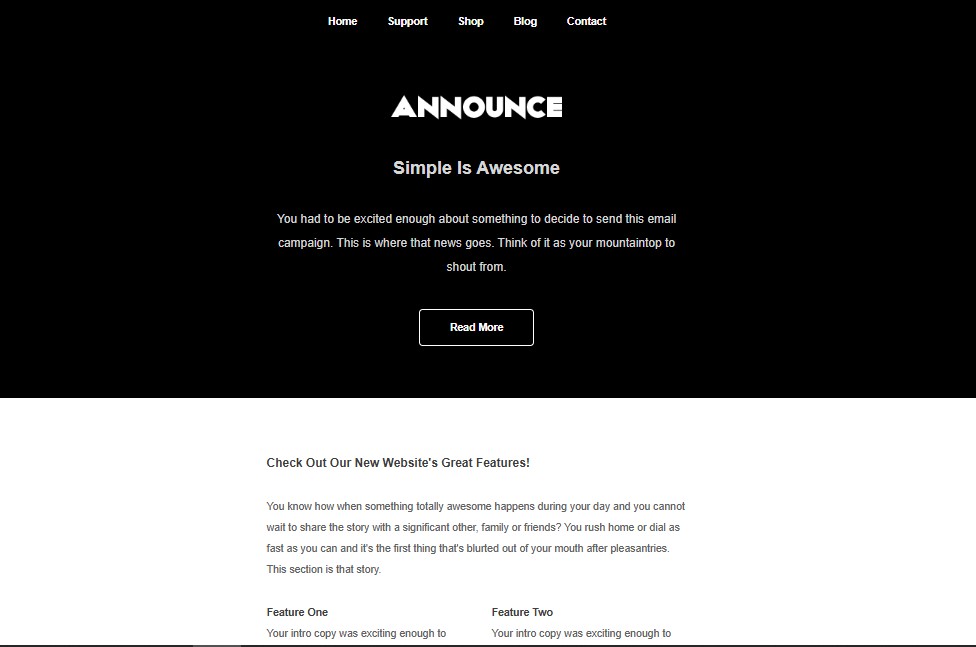 Home Support Shop Blog Contact
ANNOUNCE
Simple Is Awesome
You had to be excited enough about something to decide to send this email
campaign. This is where that news goes. Think of it as your mountaintop to
shout from.
Read More
Check Out Our New Website's Great Features!
You know how when something totally awesome happens during your day and you cannot
wait to share the story with a significant other, family or friends? You rush home or dial as
fast as you can and it's the first thing that's blurted out of your mouth after pleasantries.
This section is that story.
Feature One
Your intro copy was exciting enough to
Feature Two
Your intro copy was exciting enough to